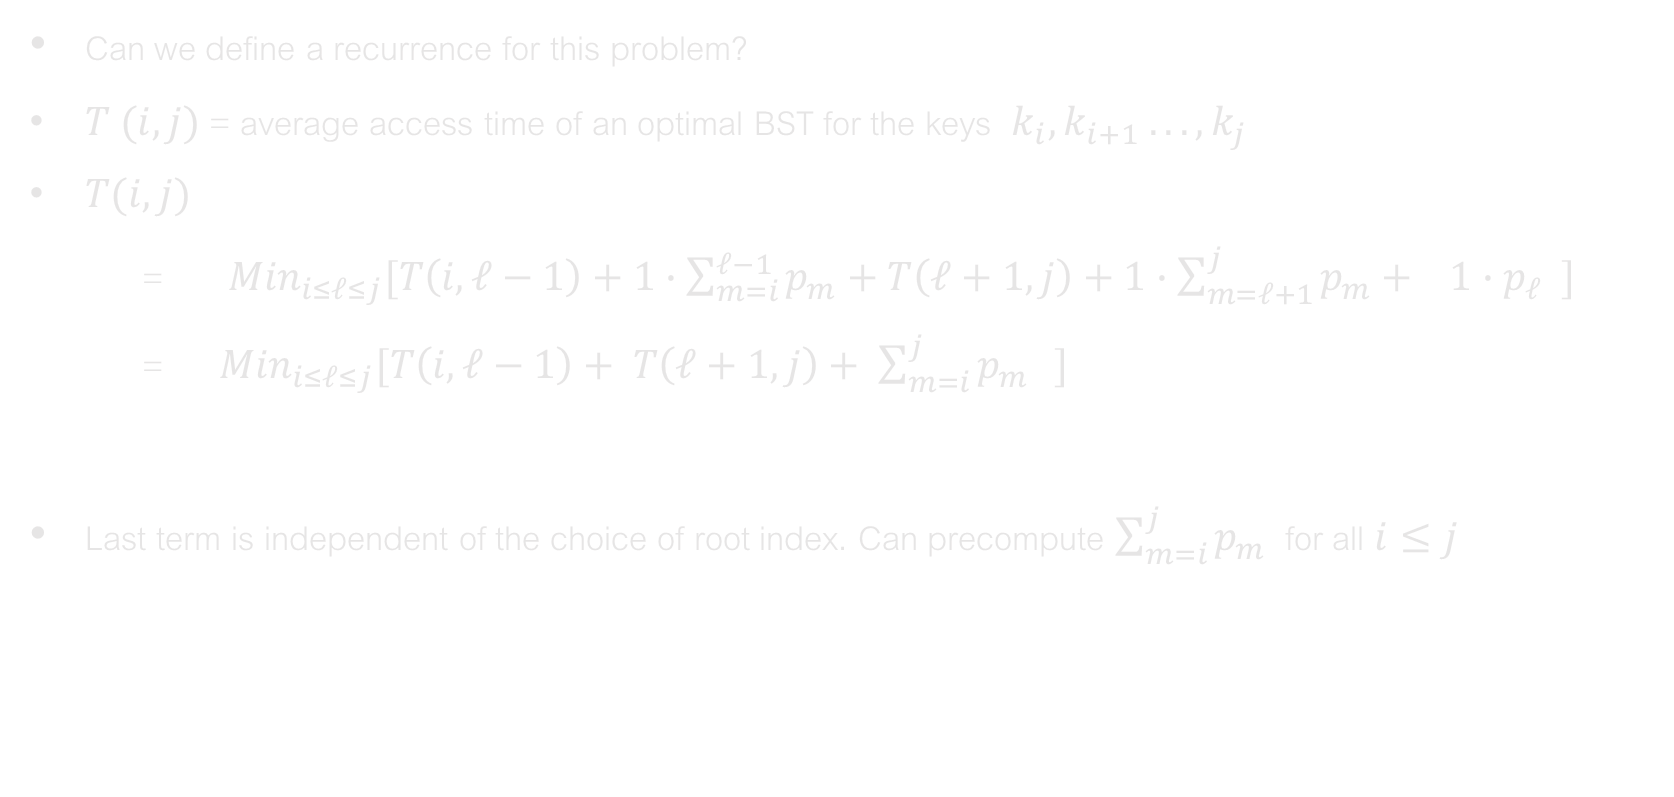 • Can we define a recurrence for this problem?
• T (i, j) = average access time of an optimal BST for the keys k_i, k_{i+1} …, k_j
• T(i, j)
= Min_{i≤ℓ≤j}[T(i, ℓ − 1) + 1 · ∑_{m=i}^{ℓ−1} p_m + T(ℓ + 1, j) + 1 · ∑_{m=ℓ+1}^{j} p_m + 1 · p_ℓ ]
= Min_{i≤ℓ≤j}[T(i, ℓ − 1) + T(ℓ + 1, j) + ∑_{m=i}^{j} p_m ]
• Last term is independent of the choice of root index. Can precompute ∑_{m=i}^{j} p_m for all i ≤ j